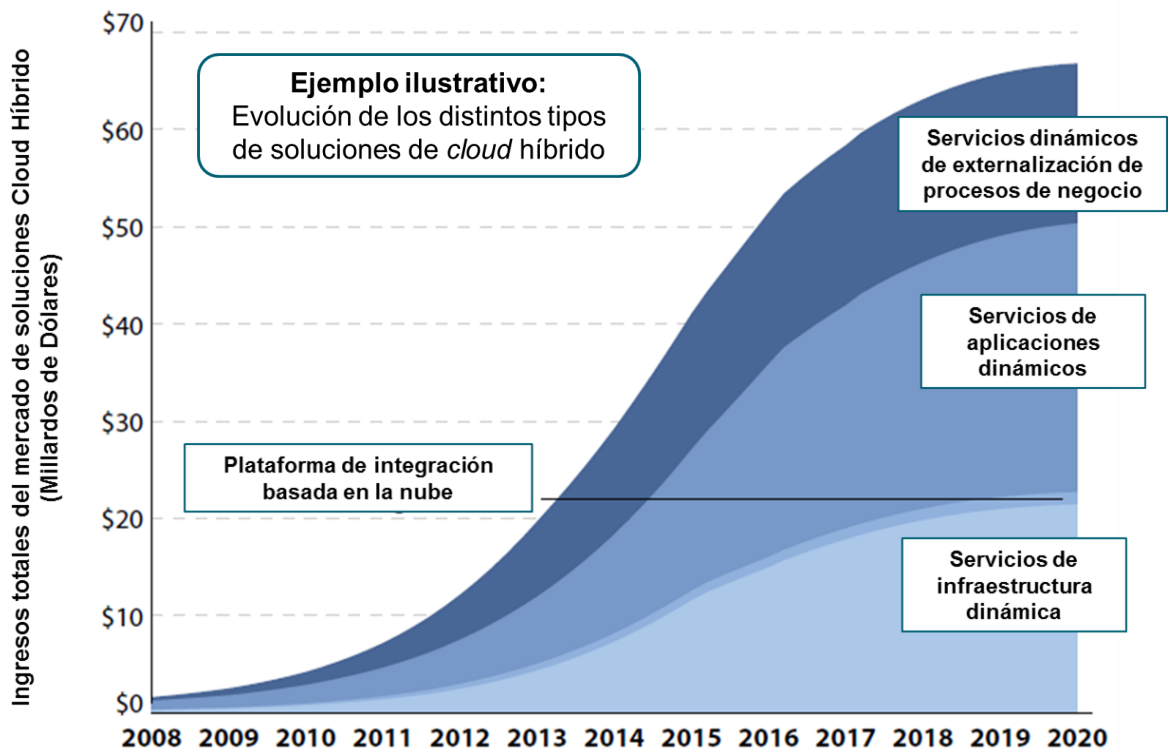 Ingresos totales del mercado de soluciones Cloud Híbrido
(Millardos de Dólares)
$70
$60
$50
$40
$30
$20
$10
$0
Ejemplo ilustrativo:
Evolución de los distintos tipos
de soluciones de cloud híbrido
Servicios dinámicos
de externalización de
procesos de negocio
Servicios de
aplicaciones
dinámicos
Plataforma de integración
basada en la nube
Servicios de
infraestructura
dinámica
2008 2009 2010 2011 2012 2013 2014 2015 2016 2017 2018 2019 2020